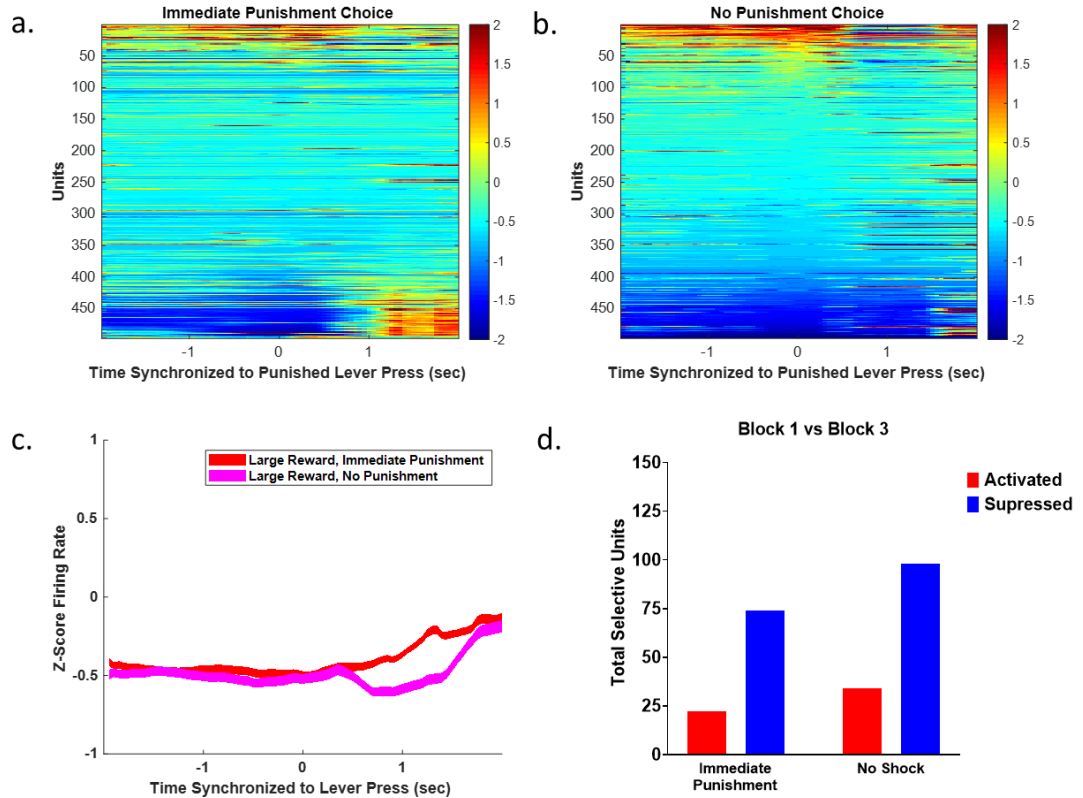 a.
Immediate Punishment Choice
Units
50
100
150
200
250
300
350
400
450
-1
0
1
Time Synchronized to Punished Lever Press (sec)
2
1.5
1
0.5
0
-0.5
-1
-1.5
-2
b.
No Punishment Choice
Units
50
100
150
200
250
300
350
400
450
-1
0
1
Time Synchronized to Punished Lever Press (sec)
2
1.5
1
0.5
0
-0.5
-1
-1.5
-2
c.
Z-Score Firing Rate
1
0.5
0
-0.5
-1
Large Reward, Immediate Punishment
Large Reward, No Punishment
-1
0
1
Time Synchronized to Lever Press (sec)
d.
Block 1 vs Block 3
Total Selective Units
150
125
100
75
50
25
0
Activated
Supressed
Immediate
Punishment
No Shock